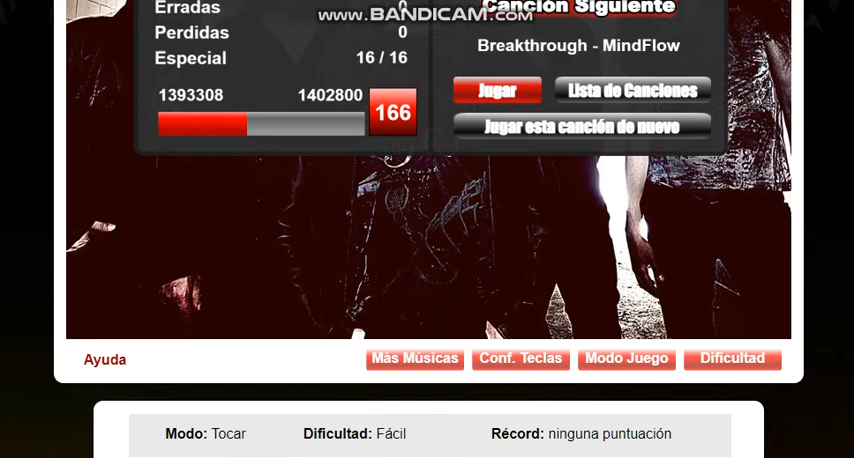 Erradas 0
www.BANDICAM.com
Canción Siguiente
Perdidas 0
Especial 16 / 16
Breakthrough - MindFlow
1393308 1402800 166
Jugar Lista de Canciones
Jugar esta canción de nuevo
Ayuda Más Músicas Conf. Teclas Modo Juego Dificultad
Modo: Tocar Dificultad: Fácil Récord: ninguna puntuación